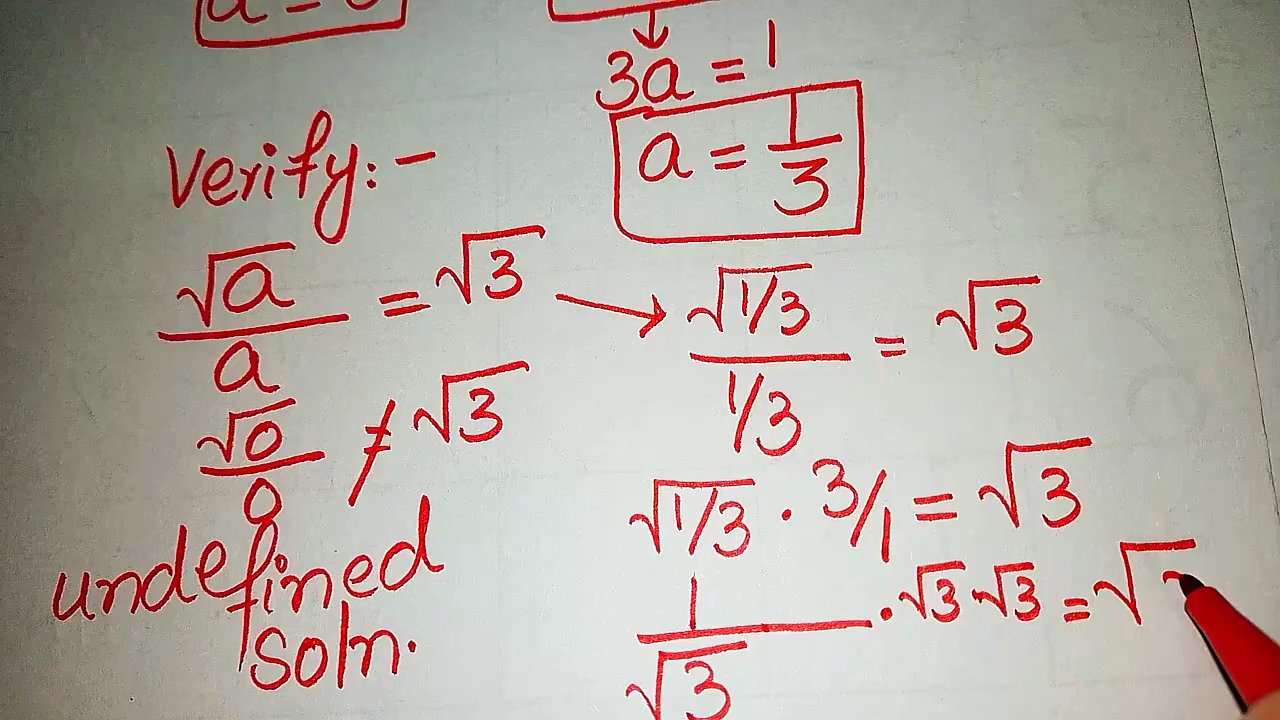 3a = 1
a = 1/3
Verify:-
√a/a = √3 → √1/3 / 1/3 = √3
√0/0 ≠ √3
√1/3 · 3/1 = √3
undefined
soln.
1/√3 · √3 · √3 = √